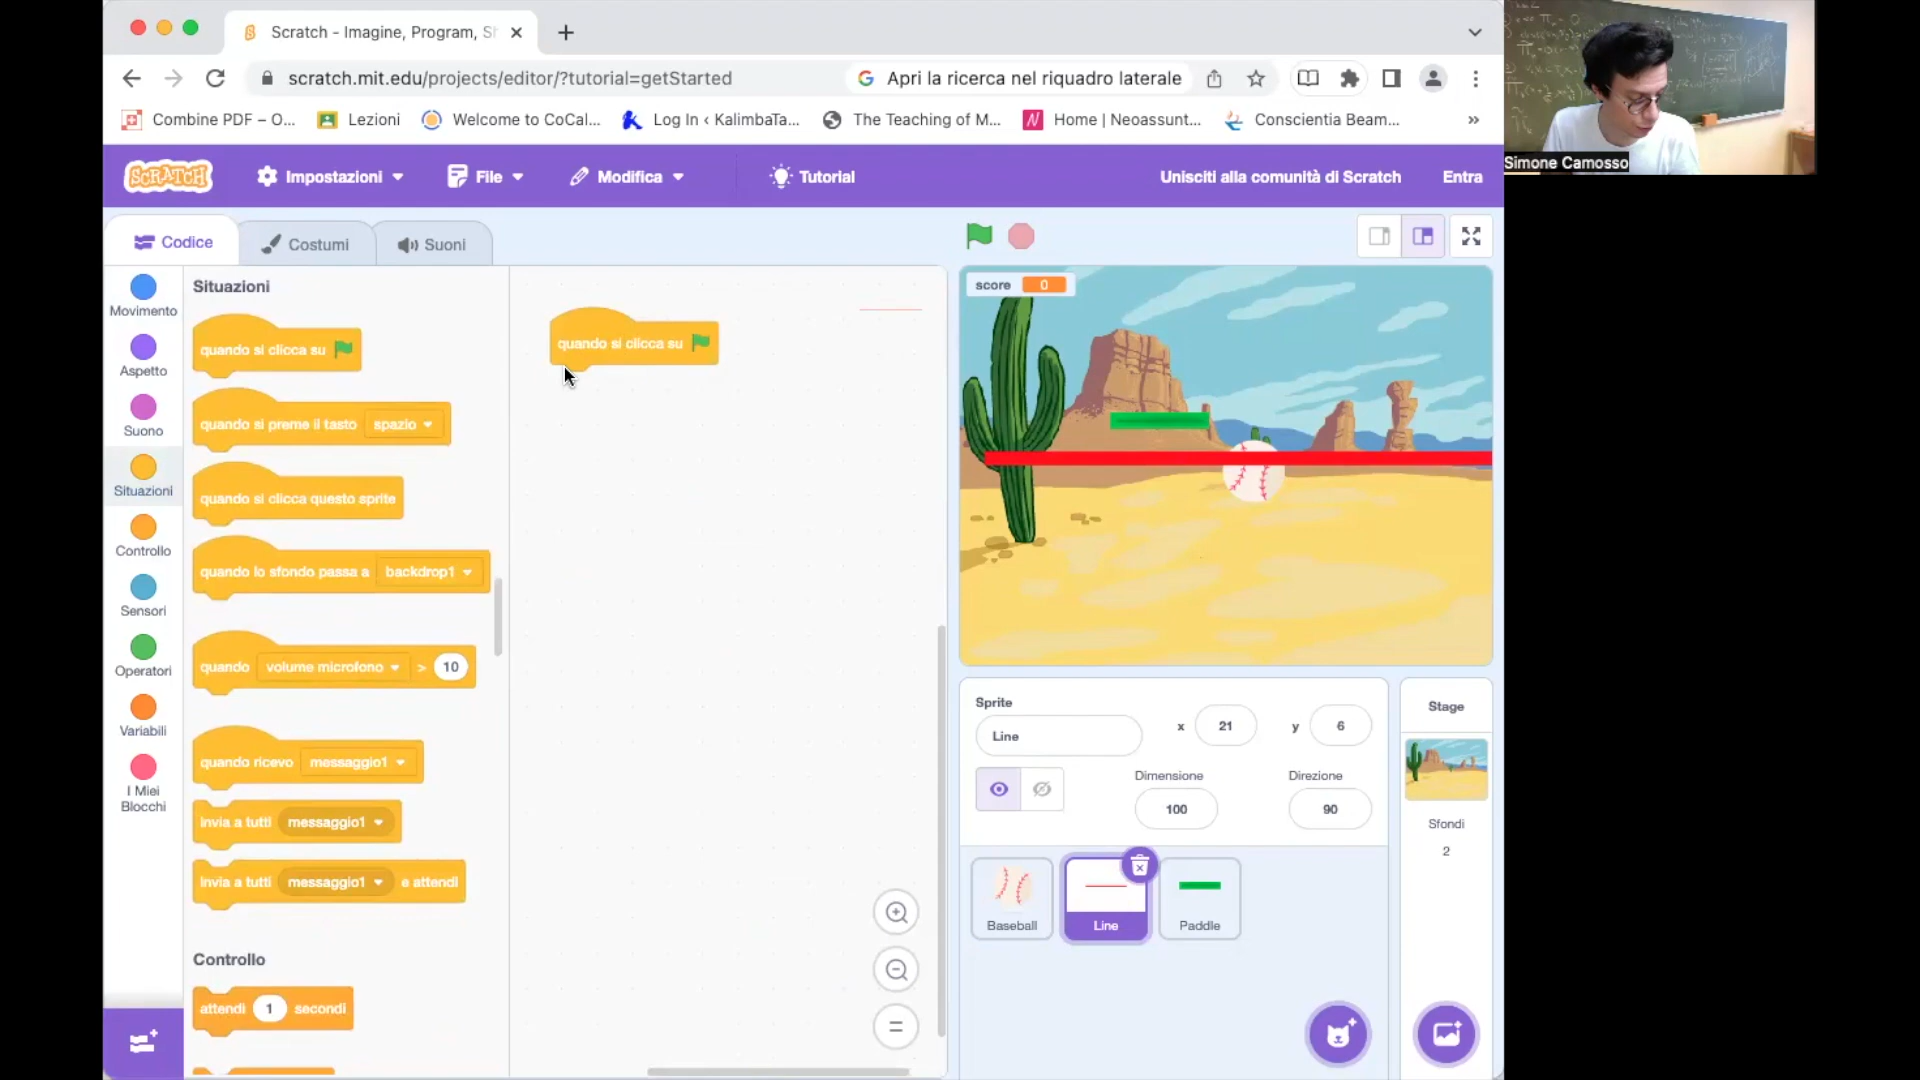 Scratch - Imagine, Program, Sh
scratch.mit.edu/projects/editor/?tutorial=getStarted
Apri la ricerca nel riquadro laterale
Combine PDF – O...
Lezioni
Welcome to CoCal...
Log In ‹ KalimbaTa...
The Teaching of M...
Home | Neoassunt...
Conscientia Beam...
»
Simone Camosso
SCRATCH
Impostazioni
File
Modifica
Tutorial
Unisciti alla comunità di Scratch
Entra
Codice
Costumi
Suoni
Movimento
Aspetto
Suono
Situazioni
Controllo
Sensori
Operatori
Variabili
I Miei
Blocchi
Situazioni
quando si clicca su
quando si preme il tasto spazio
quando si clicca questo sprite
quando lo sfondo passa a backdrop1
quando volume microfono > 10
quando ricevo messaggio1
invia a tutti messaggio1
invia a tutti messaggio1 e attendi
Controllo
attendi 1 secondi
quando si clicca su
score 0
Sprite
Line
x 21
y 6
Dimensione
100
Direzione
90
Baseball
Line
Paddle
Stage
Sfondi
2